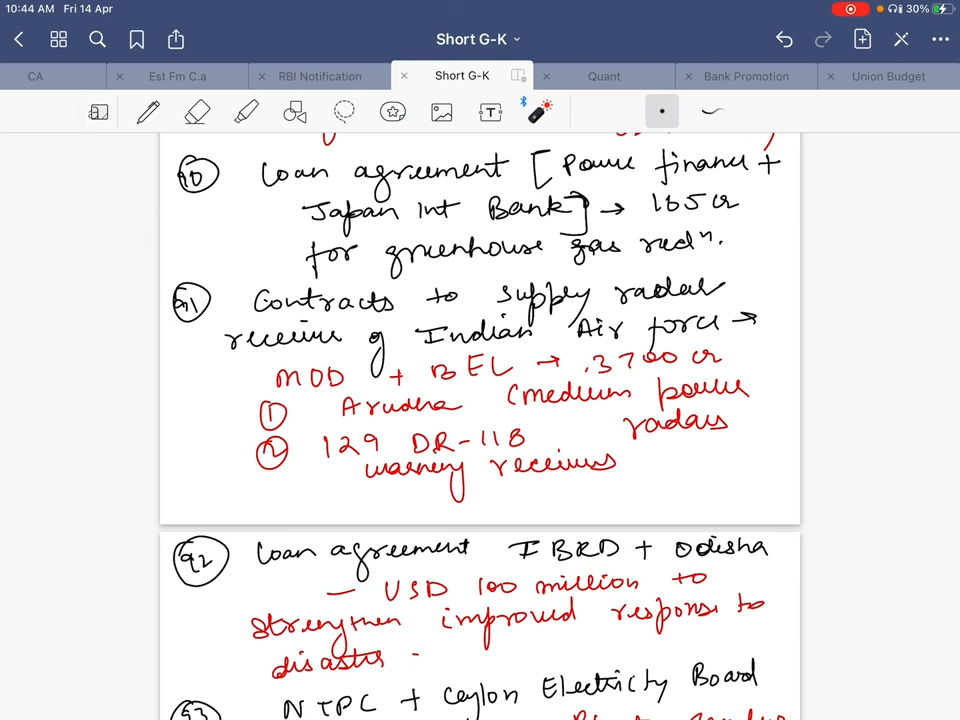 10:44 AM Fri 14 Apr
30%
Short G-K
CA
Est Fm C.a
RBI Notification
Short G-K
Quant
Bank Promotion
Union Budget
90 Loan agreement [Power finance +
Japan Int Bank] → 165 cr
for greenhouse gas redn.
91 Contracts to supply radar
receiver of Indian Air force →
MOD + BEL → 3700 cr
① Arudhra (medium power
radars
② 129 DR-118
warning receivers
92 Loan agreement IBRD + Odisha
— USD 100 million to
strengthen improved response to
disaster .
93 NTPC + Ceylon Electricity Board